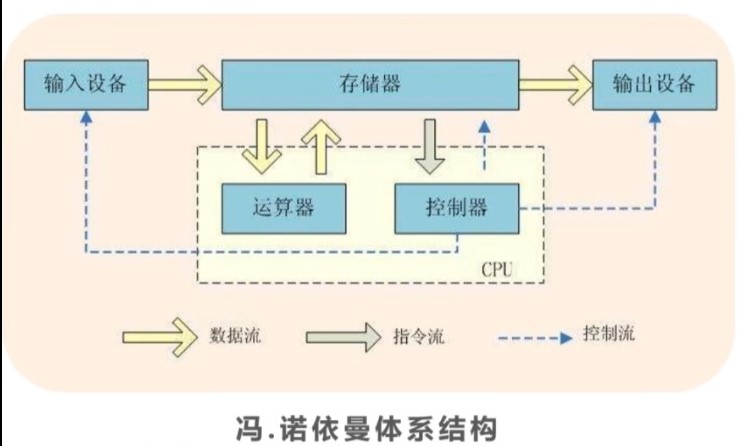 输入设备
存储器
输出设备
运算器
控制器
CPU
数据流
指令流
控制流
冯.诺依曼体系结构